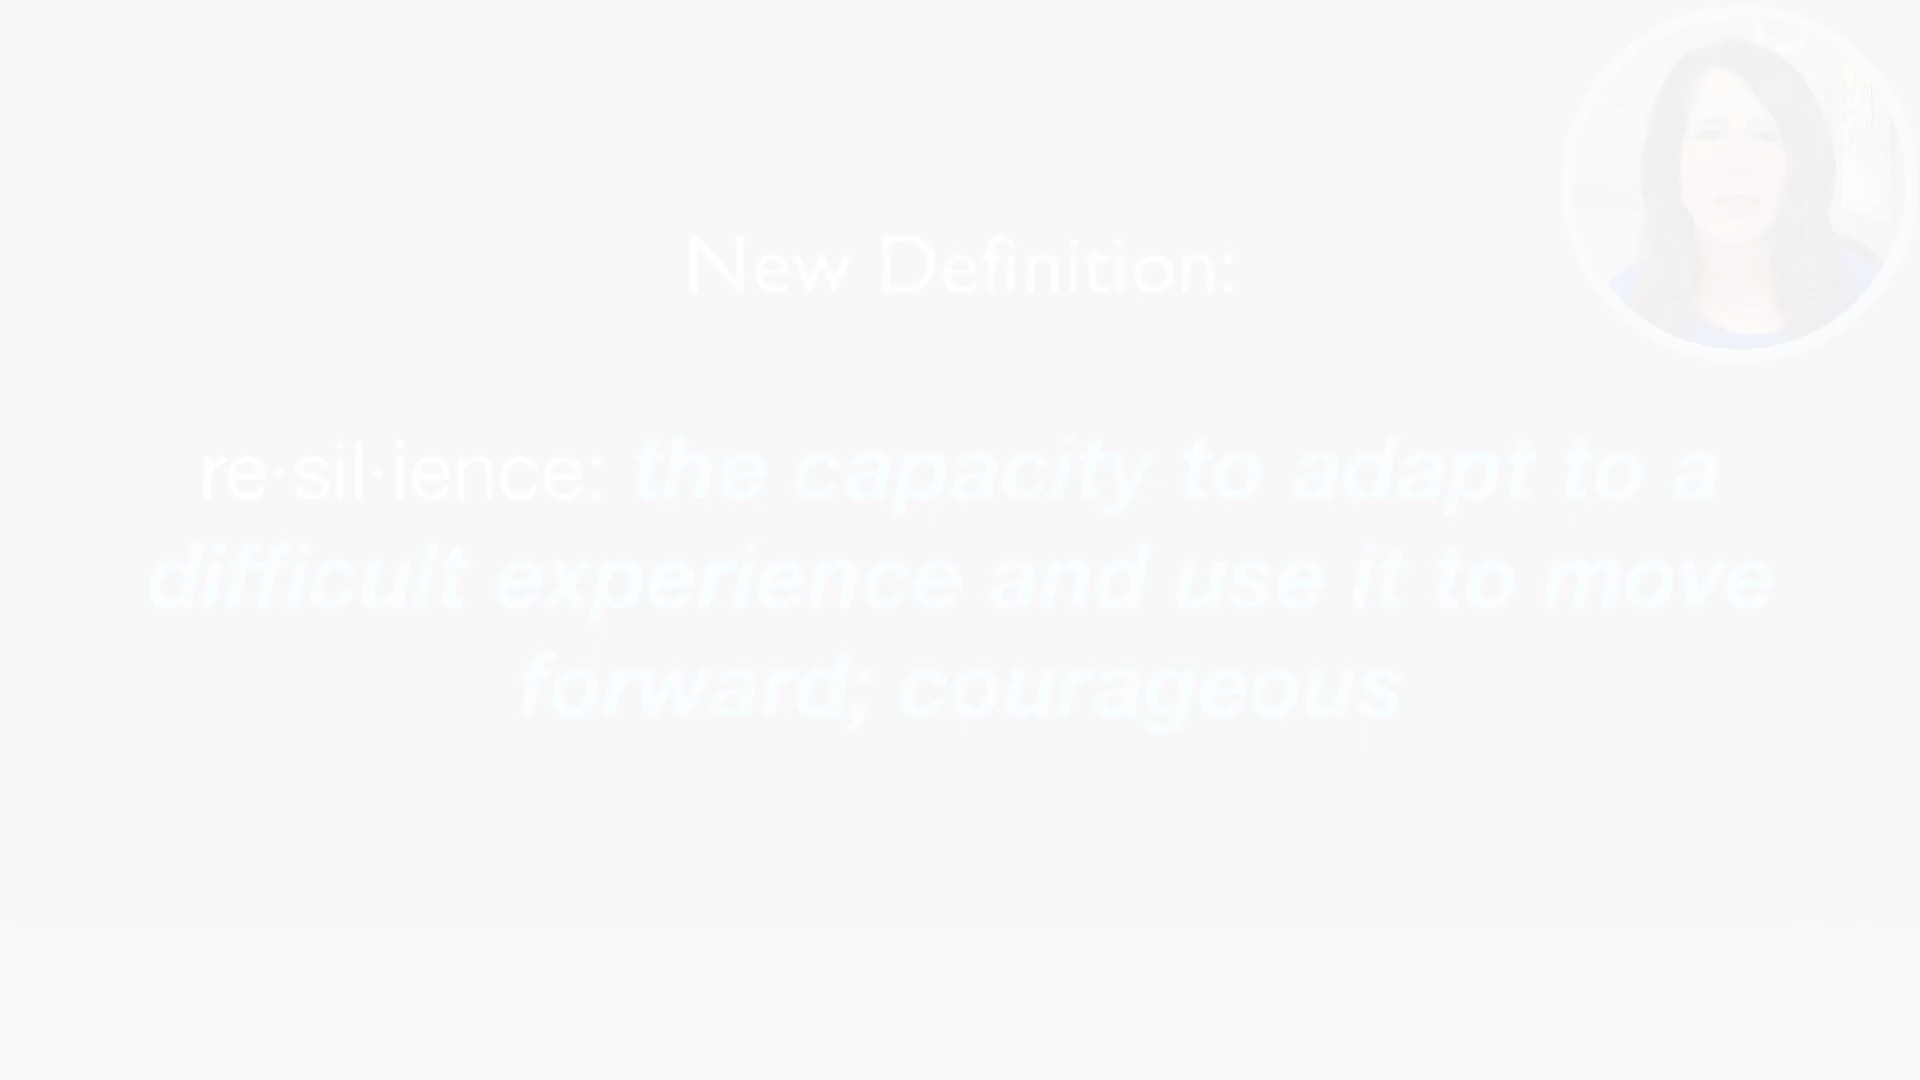 New Definition:
re·sil·ience: the capacity to adapt to a
difficult experience and use it to move
forward; courageous